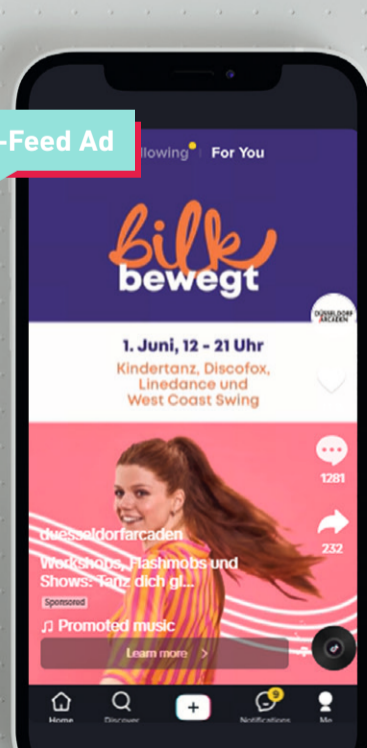 -Feed Ad
llowing
For You
bilk
bewegt
DÜSSELDORF
ARCADEN
1. Juni, 12 - 21 Uhr
Kindertanz, Discofox,
Linedance und
West Coast Swing
1281
232
duesseldorfarcaden
Workshops, Flashmobs und
Shows: Tanz dich gl...
Sponsored
Promoted music
Learn more >
9
Home
Discover
Notifications
Me